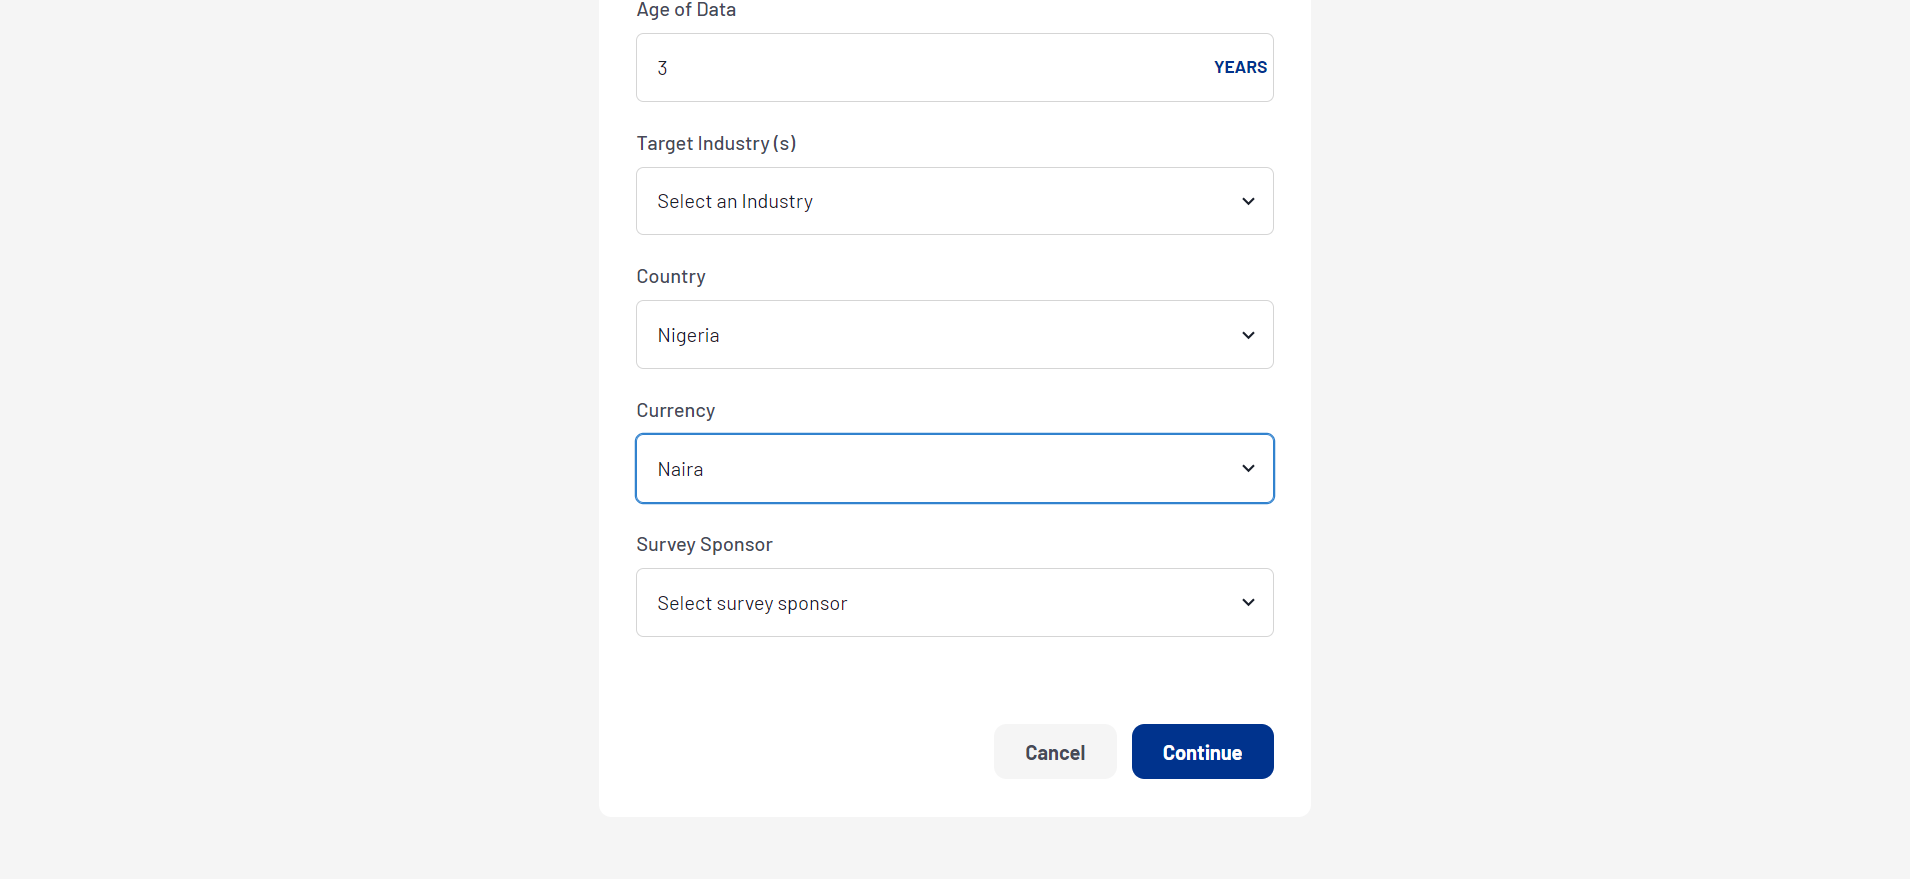 Age of Data
3 YEARS
Target Industry (s)
Select an Industry
Country
Nigeria
Currency
Naira
Survey Sponsor
Select survey sponsor
Cancel Continue